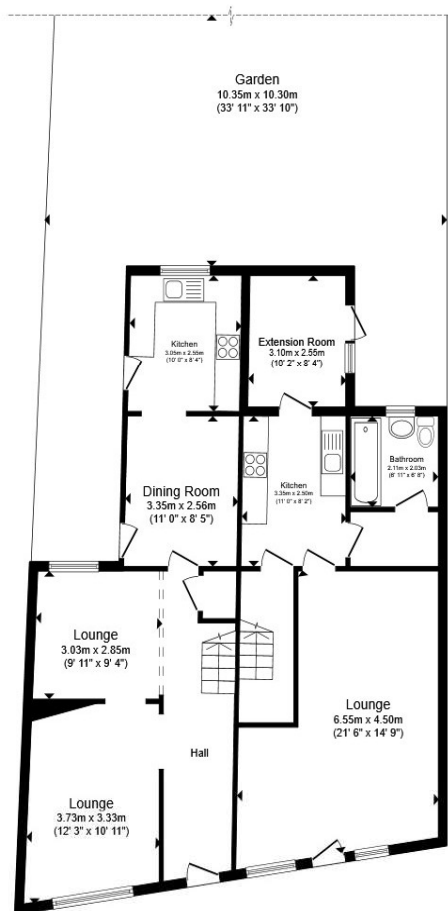 Garden
10.35m x 10.30m
(33' 11" x 33' 10")
Kitchen
3.05m x 2.55m
(10' 0" x 8' 4")
Extension Room
3.10m x 2.55m
(10' 2" x 8' 4")
Dining Room
3.35m x 2.56m
(11' 0" x 8' 5")
Kitchen
3.35m x 2.50m
(11' 0" x 8' 2")
Bathroom
2.11m x 2.03m
(6' 11" x 6' 8")
Lounge
3.03m x 2.85m
(9' 11" x 9' 4")
Lounge
6.55m x 4.50m
(21' 6" x 14' 9")
Hall
Lounge
3.73m x 3.33m
(12' 3" x 10' 11")